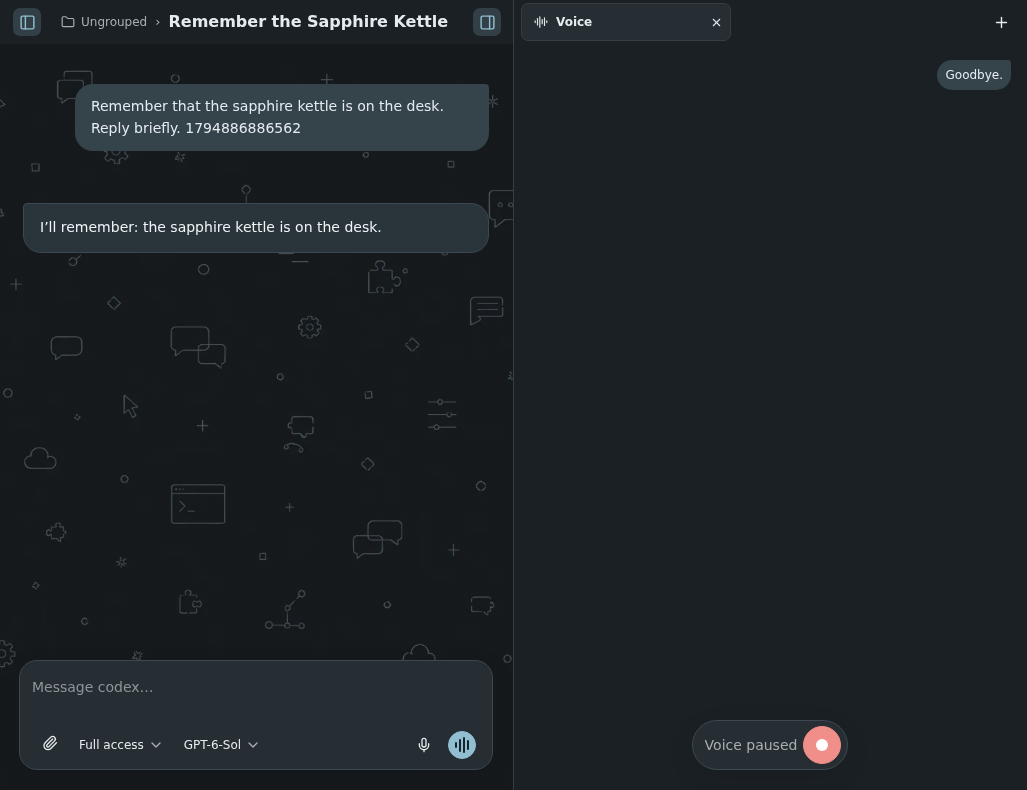 Ungrouped › Remember the Sapphire Kettle
Remember that the sapphire kettle is on the desk.
Reply briefly. 1794886886562
I’ll remember: the sapphire kettle is on the desk.
Message codex…
Full access
GPT-6-Sol
Voice
Goodbye.
Voice paused